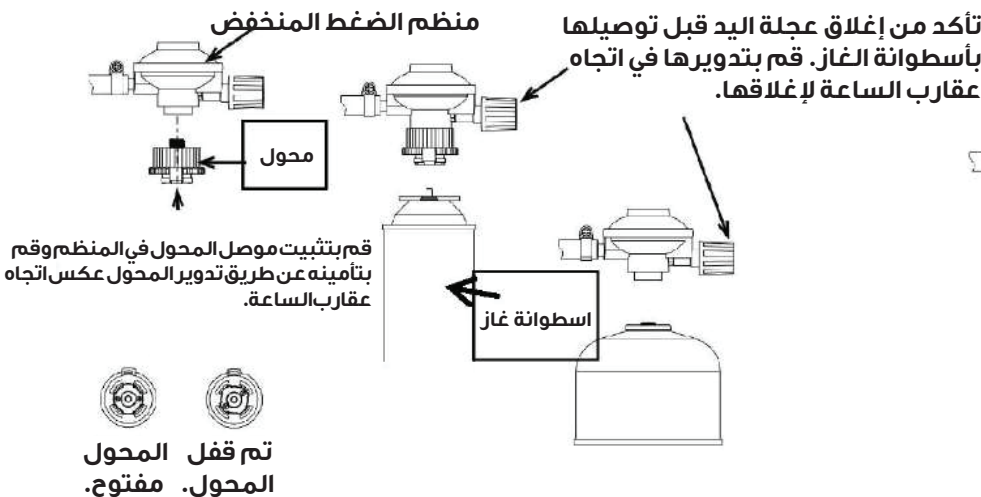 منظم الضغط المنخفض
تأكد من إغلاق عجلة اليد قبل توصيلها
بأسطوانة الغاز. قم بتدويرها في اتجاه
عقارب الساعة لإغلاقها.
محول
قم بتثبيت موصل المحول في المنظم وقم
بتأمينه عن طريق تدوير المحول عكس اتجاه
عقارب الساعة.
اسطوانة غاز
تم قفل
المحول.
المحول
مفتوح.